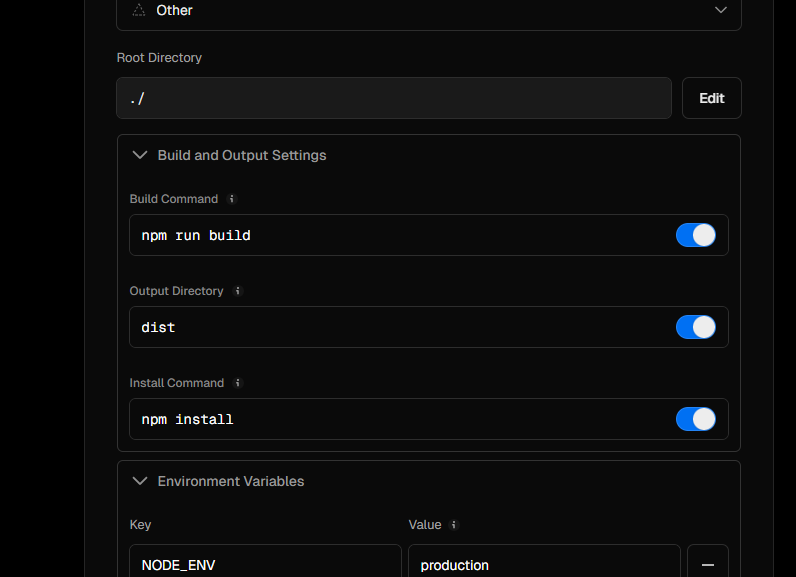 Other
Root Directory
./
Edit
Build and Output Settings
Build Command
npm run build
Output Directory
dist
Install Command
npm install
Environment Variables
Key Value
NODE_ENV production